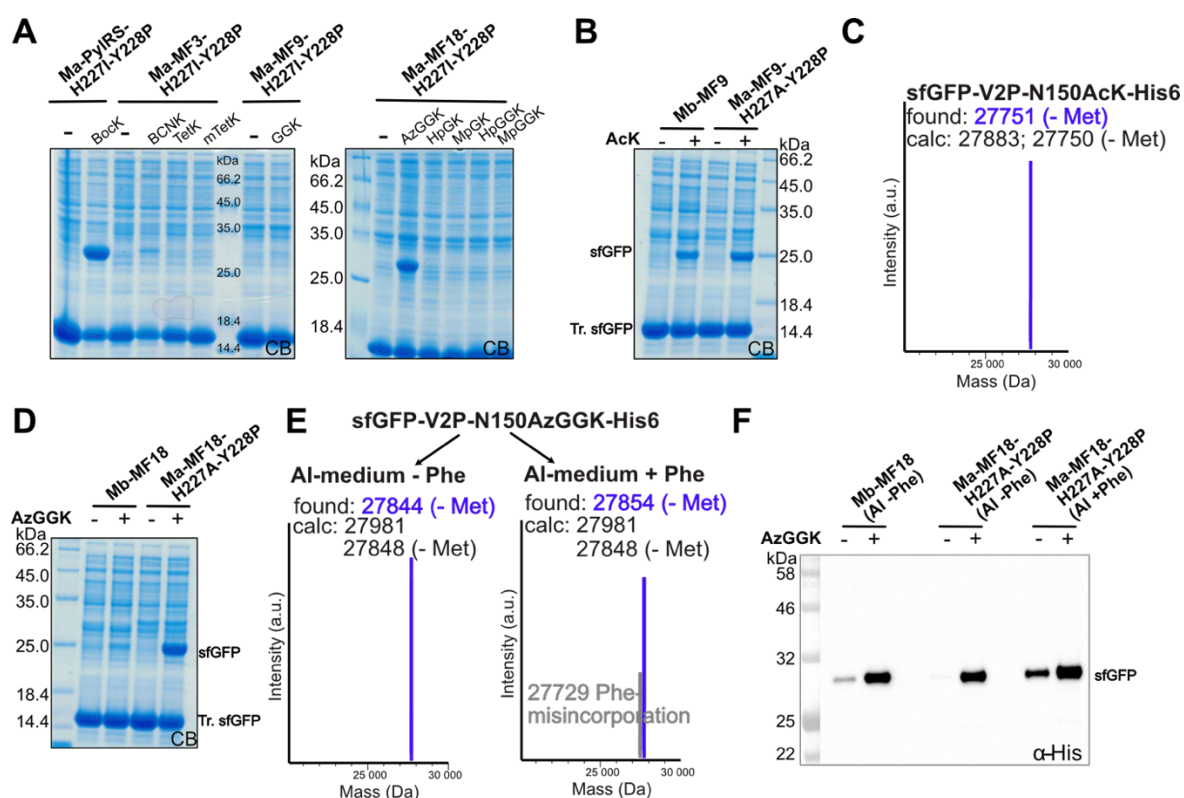 A
Ma-PylRS-
H227I-Y228P
Ma-MF3-
H227I-Y228P
Ma-MF9-
H227I-Y228P
Ma-MF18-
H227I-Y228P
-
BocK
-
BCNK
TetK
mTetK
-
GGK
-
AzGGK
HpGK
MpGK
HpGGK
MpGGK
kDa
66.2
45.0
35.0
25.0
18.4
14.4
CB
kDa
66.2
45.0
35.0
25.0
18.4
CB
B
Mb-MF9
Ma-MF9-
H227A-Y228P
AcK - + - +
kDa
66.2
45.0
35.0
25.0
18.4
14.4
sfGFP
Tr. sfGFP
CB
C
sfGFP-V2P-N150AcK-His6
found: 27751 (- Met)
calc: 27883; 27750 (- Met)
Intensity (a.u.)
25 000 30 000
Mass (Da)
D
Mb-MF18
Ma-MF18-
H227A-Y228P
AzGGK - + - +
kDa
66.2
45.0
35.0
25.0
18.4
14.4
sfGFP
Tr. sfGFP
CB
E
sfGFP-V2P-N150AzGGK-His6
AI-medium - Phe
found: 27844 (- Met)
calc: 27981
27848 (- Met)
Intensity (a.u.)
25 000 30 000
Mass (Da)
AI-medium + Phe
found: 27854 (- Met)
calc: 27981
27848 (- Met)
Intensity (a.u.)
27729 Phe-
misincorporation
25 000 30 000
Mass (Da)
F
Mb-MF18
(AI -Phe)
Ma-MF18-
H227A-Y228P
(AI -Phe)
Ma-MF18-
H227A-Y228P
(AI +Phe)
AzGGK - + - + - +
kDa
58
46
32
25
22
sfGFP
α-His